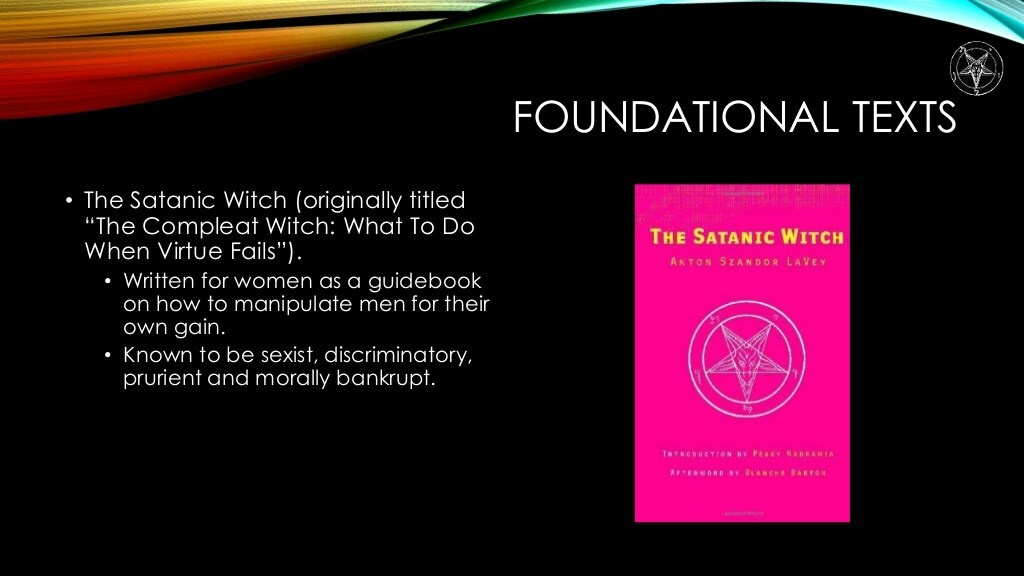 FOUNDATIONAL TEXTS
• The Satanic Witch (originally titled
“The Compleat Witch: What To Do
When Virtue Fails”).
• Written for women as a guidebook
on how to manipulate men for their
own gain.
• Known to be sexist, discriminatory,
prurient and morally bankrupt.
THE SATANIC WITCH
ANTON SZANDOR LAVEY
INTRODUCTION BY PEGGY NADRAMIA
AFTERWORD BY BLANCHE BARTON